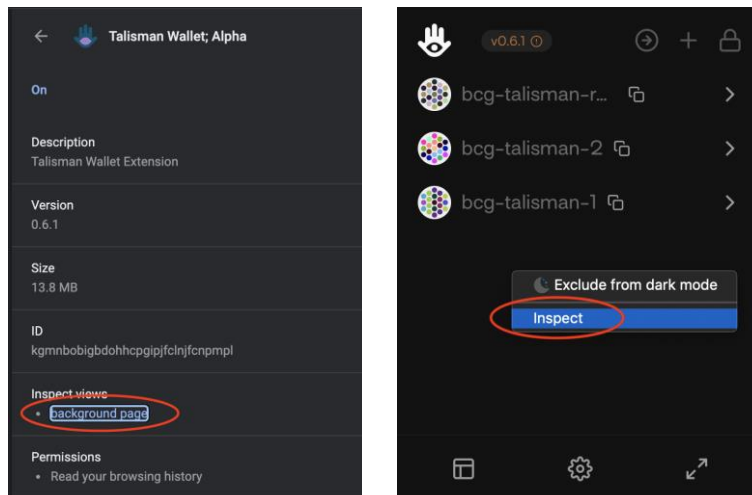 Talisman Wallet; Alpha
On
Description
Talisman Wallet Extension
Version
0.6.1
Size
13.8 MB
ID
kgmnbobigbdohhcpgipjfclnjfcnpmpl
Inspect views
background page
Permissions
Read your browsing history
v0.6.1
bcg-talisman-r...
bcg-talisman-2
bcg-talisman-1
Exclude from dark mode
Inspect